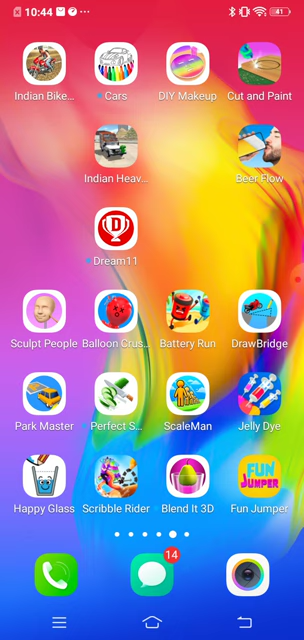 10:44
41
Indian Bike...
Cars
DIY Makeup
Cut and Paint
Indian Heav...
Beer Flow
D
Dream11
Sculpt People
Balloon Crus...
Battery Run
DrawBridge
Park Master
Perfect S...
ScaleMan
Jelly Dye
FUN
JUMPER
Happy Glass
Scribble Rider
Blend It 3D
Fun Jumper
14